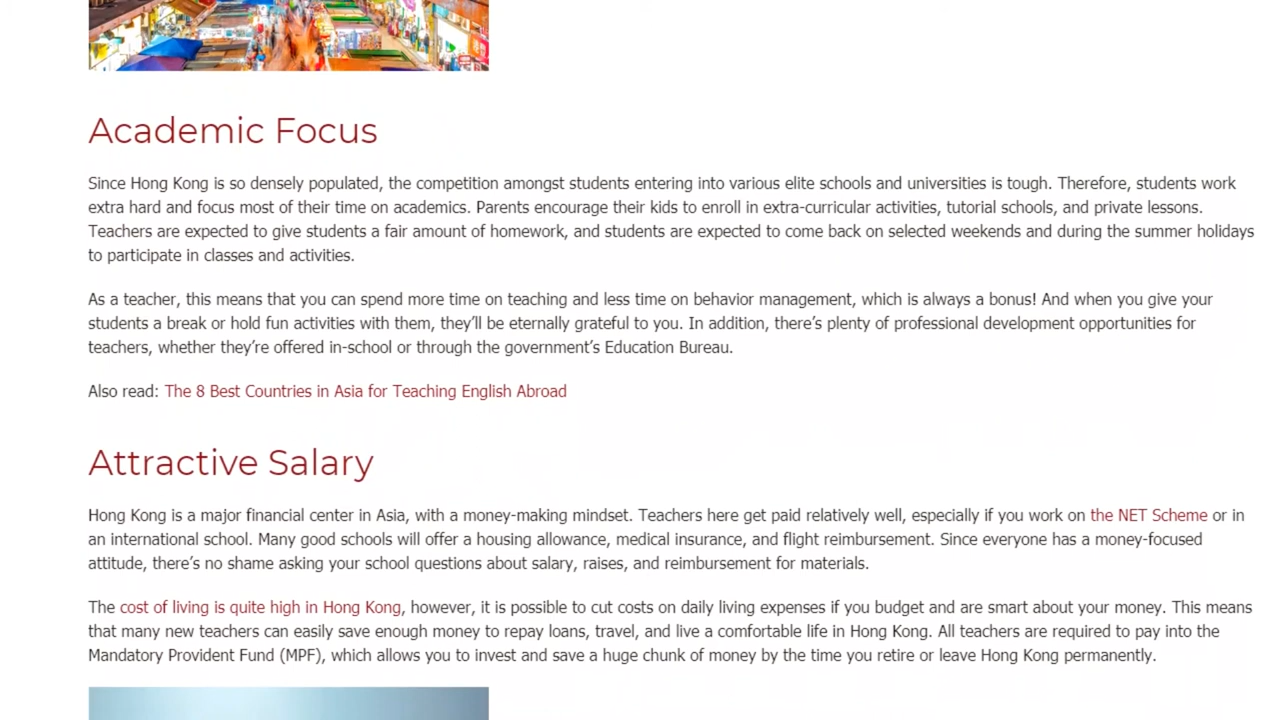 Academic Focus
Since Hong Kong is so densely populated, the competition amongst students entering into various elite schools and universities is tough. Therefore, students work
extra hard and focus most of their time on academics. Parents encourage their kids to enroll in extra-curricular activities, tutorial schools, and private lessons.
Teachers are expected to give students a fair amount of homework, and students are expected to come back on selected weekends and during the summer holidays
to participate in classes and activities.
As a teacher, this means that you can spend more time on teaching and less time on behavior management, which is always a bonus! And when you give your
students a break or hold fun activities with them, they’ll be eternally grateful to you. In addition, there’s plenty of professional development opportunities for
teachers, whether they’re offered in-school or through the government’s Education Bureau.
Also read: The 8 Best Countries in Asia for Teaching English Abroad
Attractive Salary
Hong Kong is a major financial center in Asia, with a money-making mindset. Teachers here get paid relatively well, especially if you work on the NET Scheme or in
an international school. Many good schools will offer a housing allowance, medical insurance, and flight reimbursement. Since everyone has a money-focused
attitude, there’s no shame asking your school questions about salary, raises, and reimbursement for materials.
The cost of living is quite high in Hong Kong, however, it is possible to cut costs on daily living expenses if you budget and are smart about your money. This means
that many new teachers can easily save enough money to repay loans, travel, and live a comfortable life in Hong Kong. All teachers are required to pay into the
Mandatory Provident Fund (MPF), which allows you to invest and save a huge chunk of money by the time you retire or leave Hong Kong permanently.